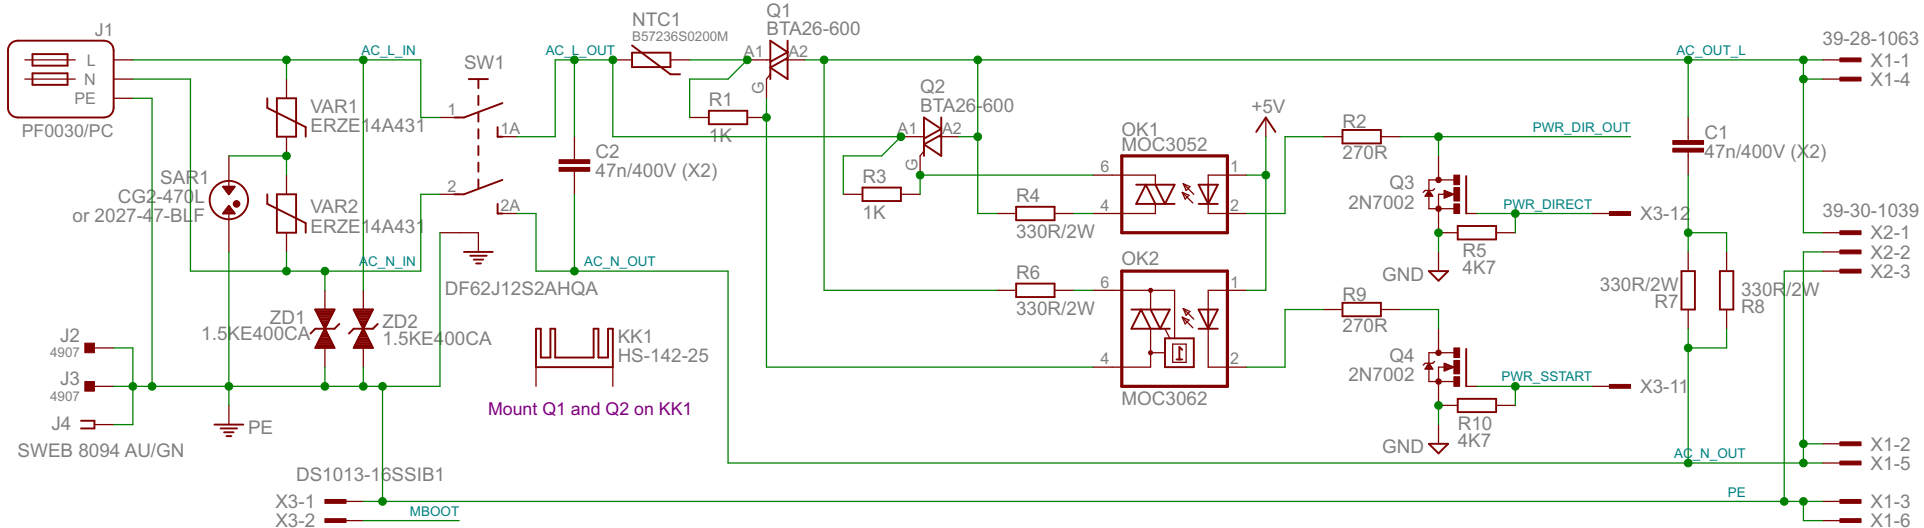 J1
L
N
PE
PF0030/PC
AC_L_IN
VAR1
ERZE14A431
SAR1
CG2-470L
or 2027-47-BLF
VAR2
ERZE14A431
AC_N_IN
SW1
1
1A
2
2A
DF62J12S2AHQA
AC_L_OUT
C2
47n/400V (X2)
AC_N_OUT
NTC1
B57236S0200M
Q1
BTA26-600
A1
A2
G
R1
1K
Q2
BTA26-600
A1
A2
G
R3
1K
R4
330R/2W
R6
330R/2W
OK1
MOC3052
6
4
1
2
OK2
6
4
1
2
MOC3062
+5V
R2
270R
PWR_DIR_OUT
Q3
2N7002
PWR_DIRECT
X3-12
R5
4K7
GND
R9
270R
Q4
2N7002
PWR_SSTART
X3-11
R10
4K7
GND
AC_OUT_L
C1
47n/400V (X2)
330R/2W
R7
330R/2W
R8
39-28-1063
X1-1
X1-4
39-30-1039
X2-1
X2-2
X2-3
AC_N_OUT
X1-2
X1-5
PE
X1-3
X1-6
ZD1
1.5KE400CA
ZD2
1.5KE400CA
KK1
HS-142-25
Mount Q1 and Q2 on KK1
J2
4907
J3
4907
J4
SWEB 8094 AU/GN
PE
DS1013-16SSIB1
X3-1
X3-2
MBOOT